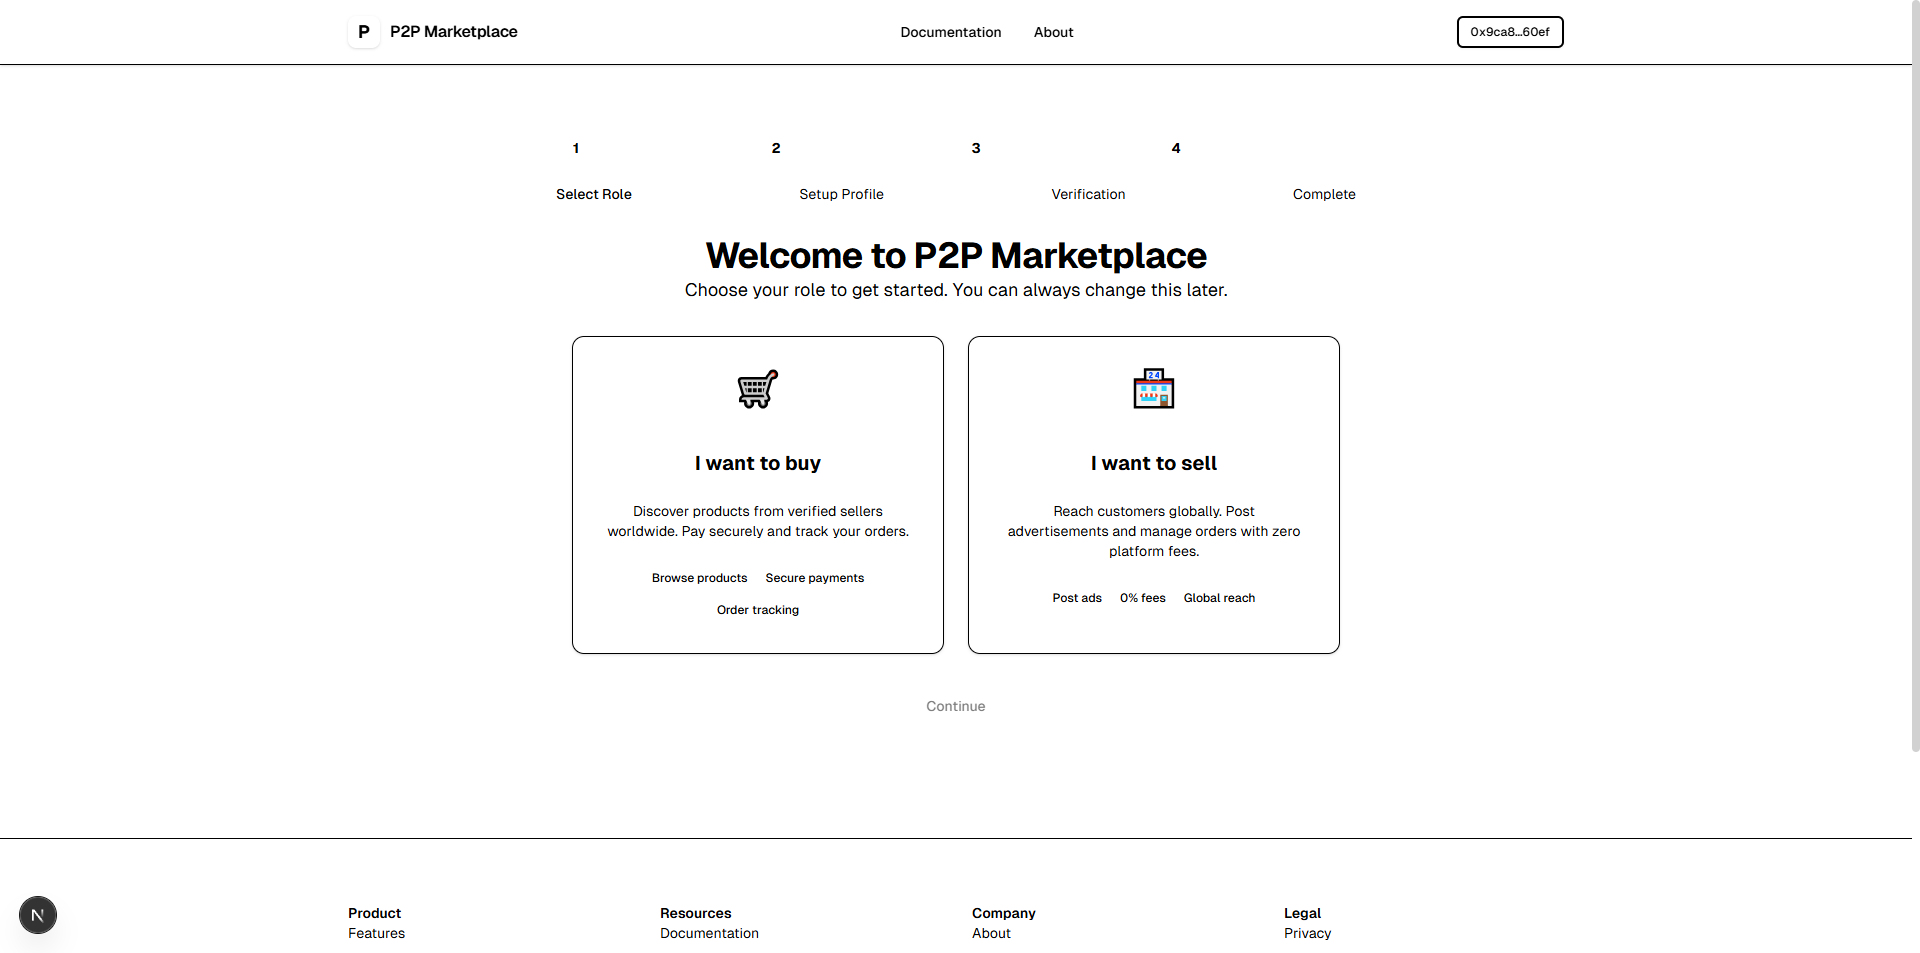 P P2P Marketplace
Documentation About
0x9ca8...60ef
1 2 3 4
Select Role Setup Profile Verification Complete
Welcome to P2P Marketplace
Choose your role to get started. You can always change this later.
I want to buy
Discover products from verified sellers
worldwide. Pay securely and track your orders.
Browse products Secure payments
Order tracking
24
I want to sell
Reach customers globally. Post
advertisements and manage orders with zero
platform fees.
Post ads 0% fees Global reach
Continue
Product
Features
Resources
Documentation
Company
About
Legal
Privacy
N